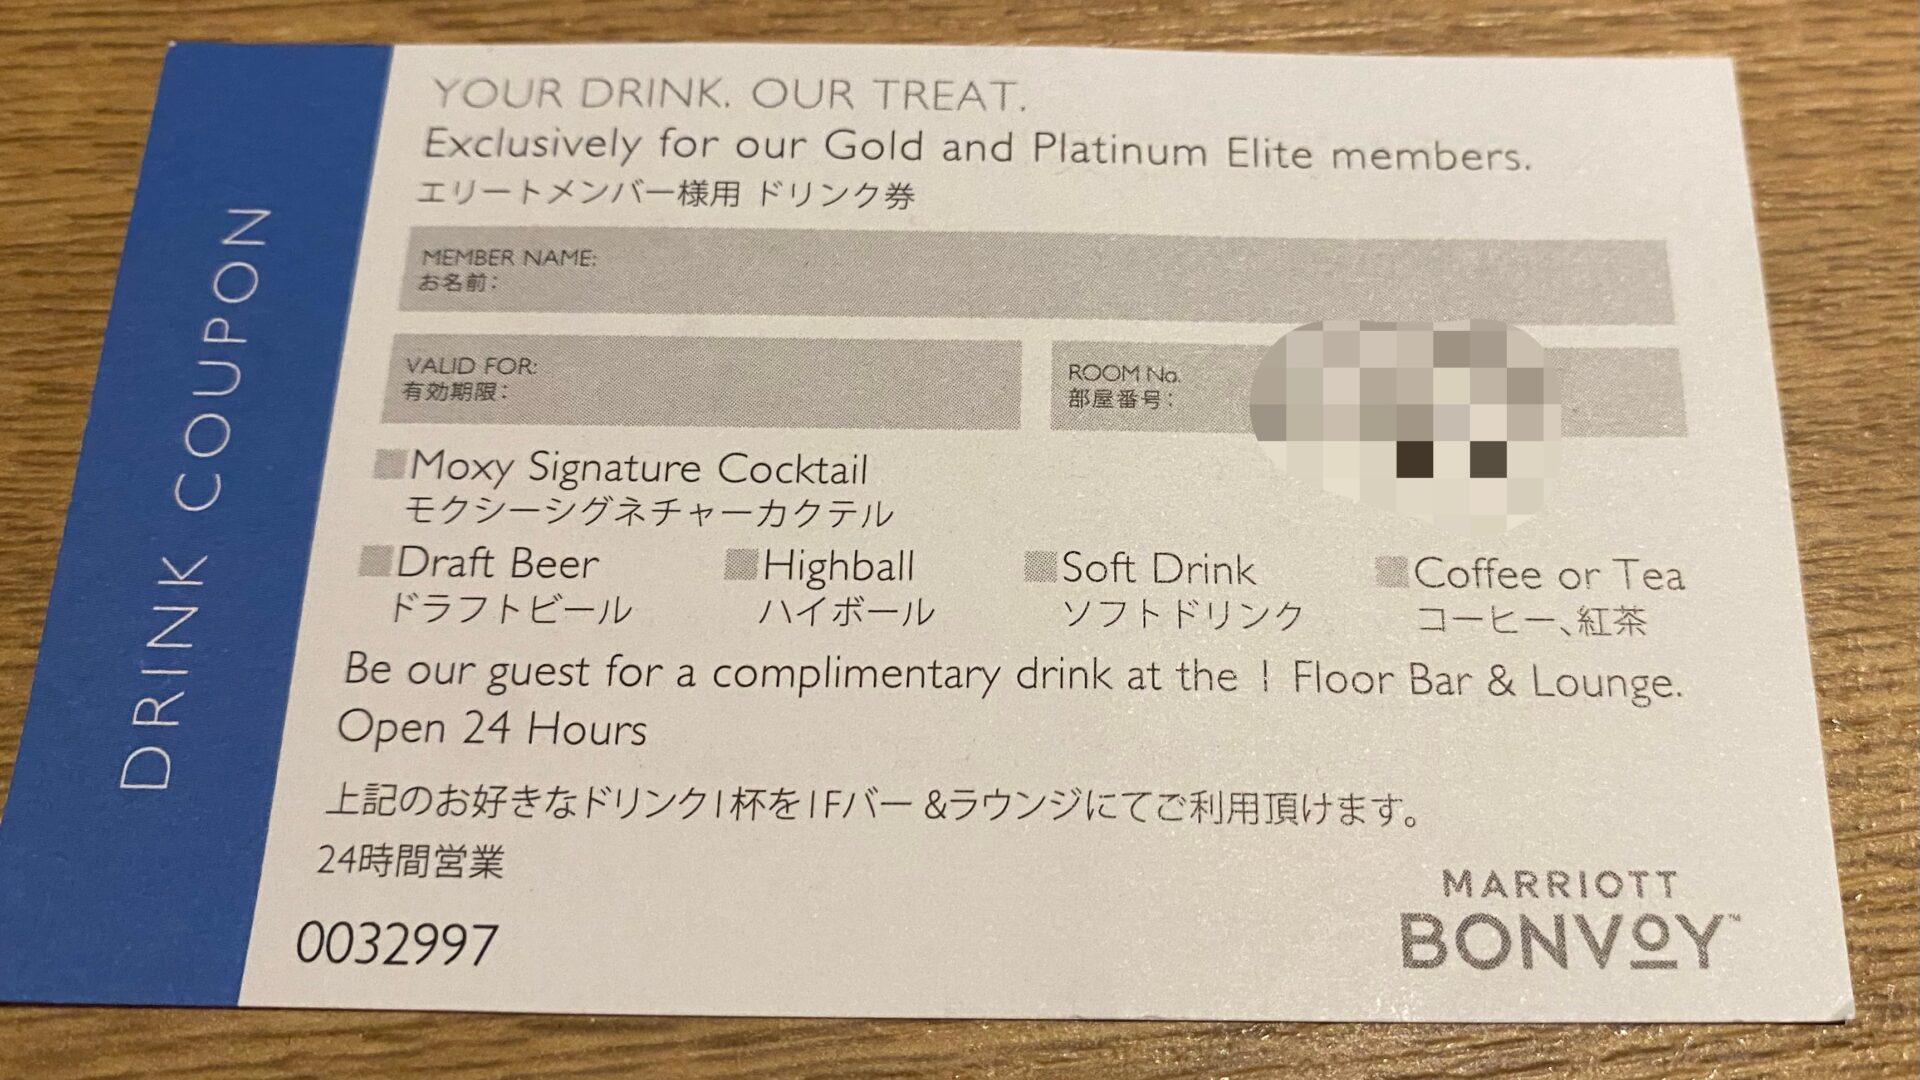 DRINK COUPON
YOUR DRINK. OUR TREAT.
Exclusively for our Gold and Platinum Elite members.
エリートメンバー様用 ドリンク券
MEMBER NAME:
お名前：
VALID FOR:
有効期限：
ROOM No.
部屋番号：
Moxy Signature Cocktail
モクシーシグネチャーカクテル
Draft Beer
ドラフトビール
Highball
ハイボール
Soft Drink
ソフトドリンク
Coffee or Tea
コーヒー、紅茶
Be our guest for a complimentary drink at the 1 Floor Bar & Lounge.
Open 24 Hours
上記のお好きなドリンク1杯を1Fバー &ラウンジにてご利用頂けます。
24時間営業
0032997
MARRIOTT
BONVOY™